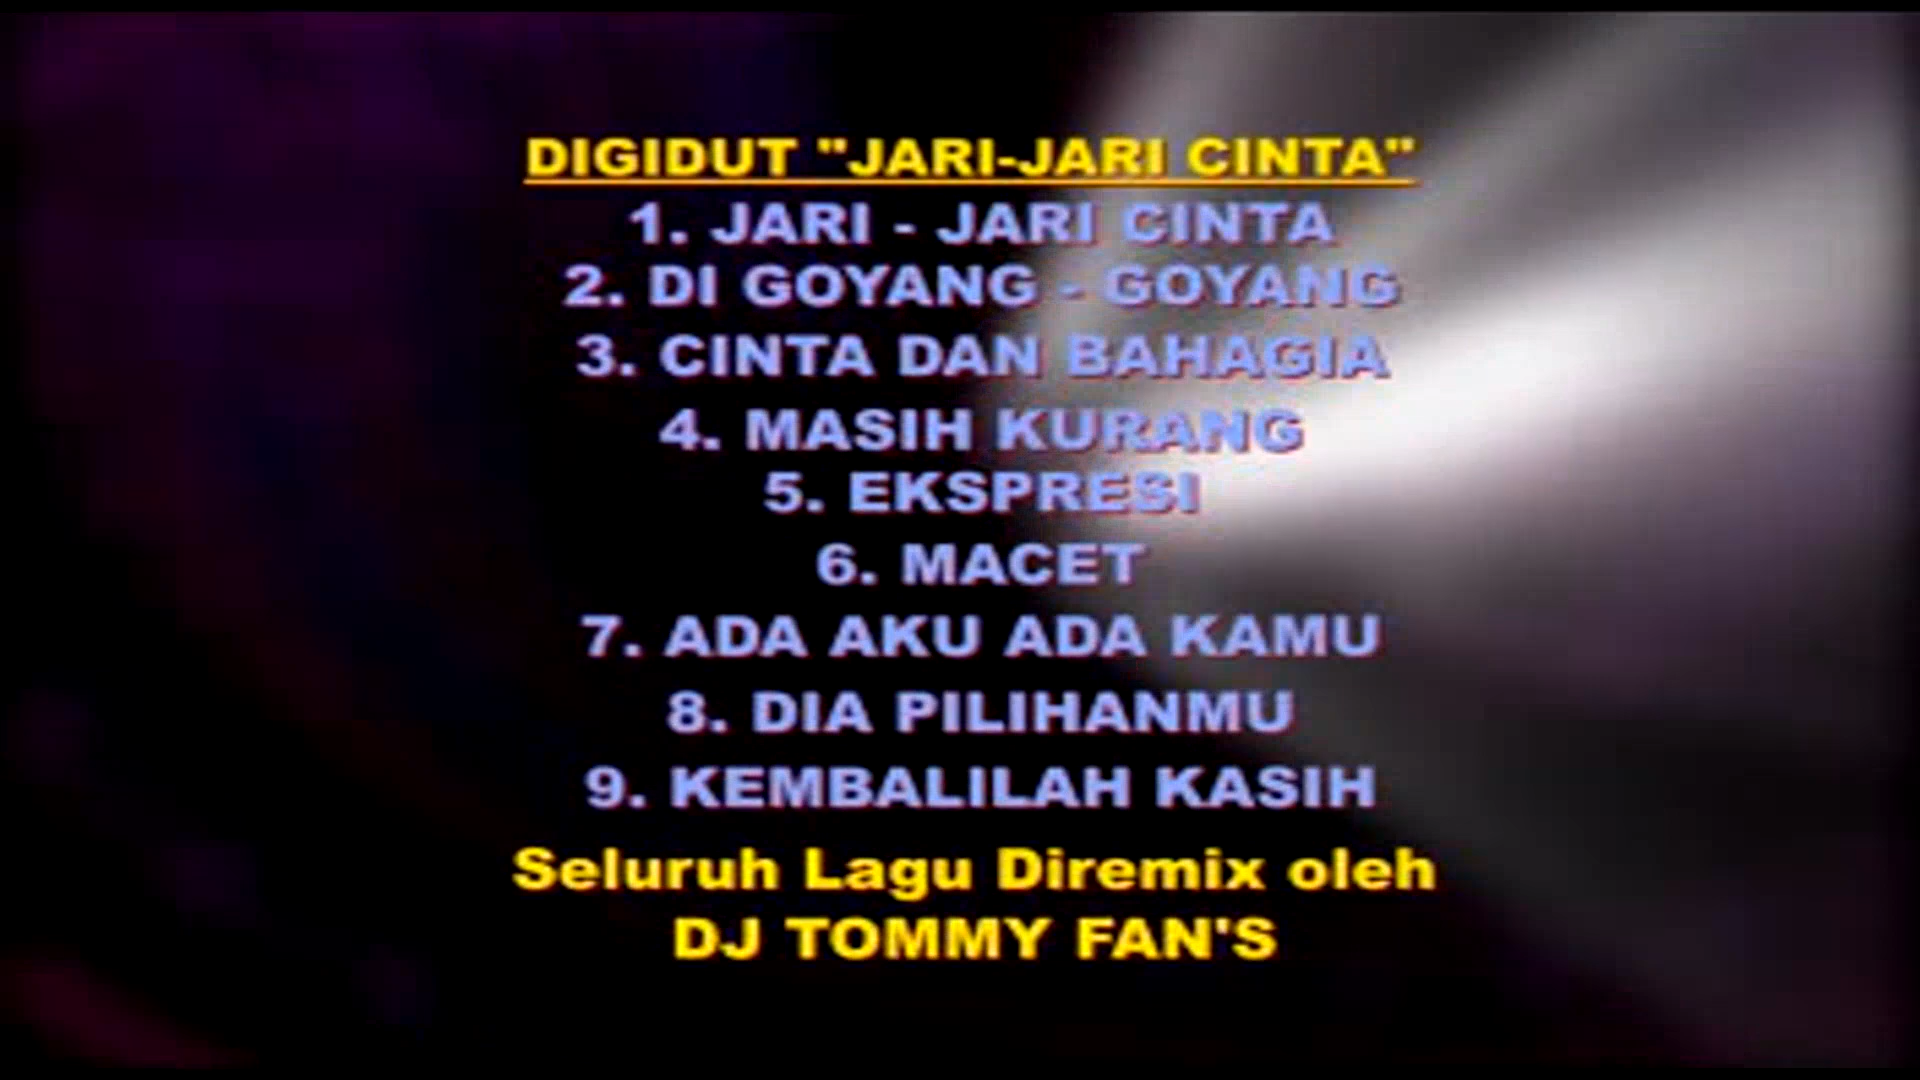 DIGIDUT "JARI-JARI CINTA"
1. JARI - JARI CINTA
2. DI GOYANG - GOYANG
3. CINTA DAN BAHAGIA
4. MASIH KURANG
5. EKSPRESI
6. MACET
7. ADA AKU ADA KAMU
8. DIA PILIHANMU
9. KEMBALILAH KASIH
Seluruh Lagu Diremix oleh
DJ TOMMY FAN'S